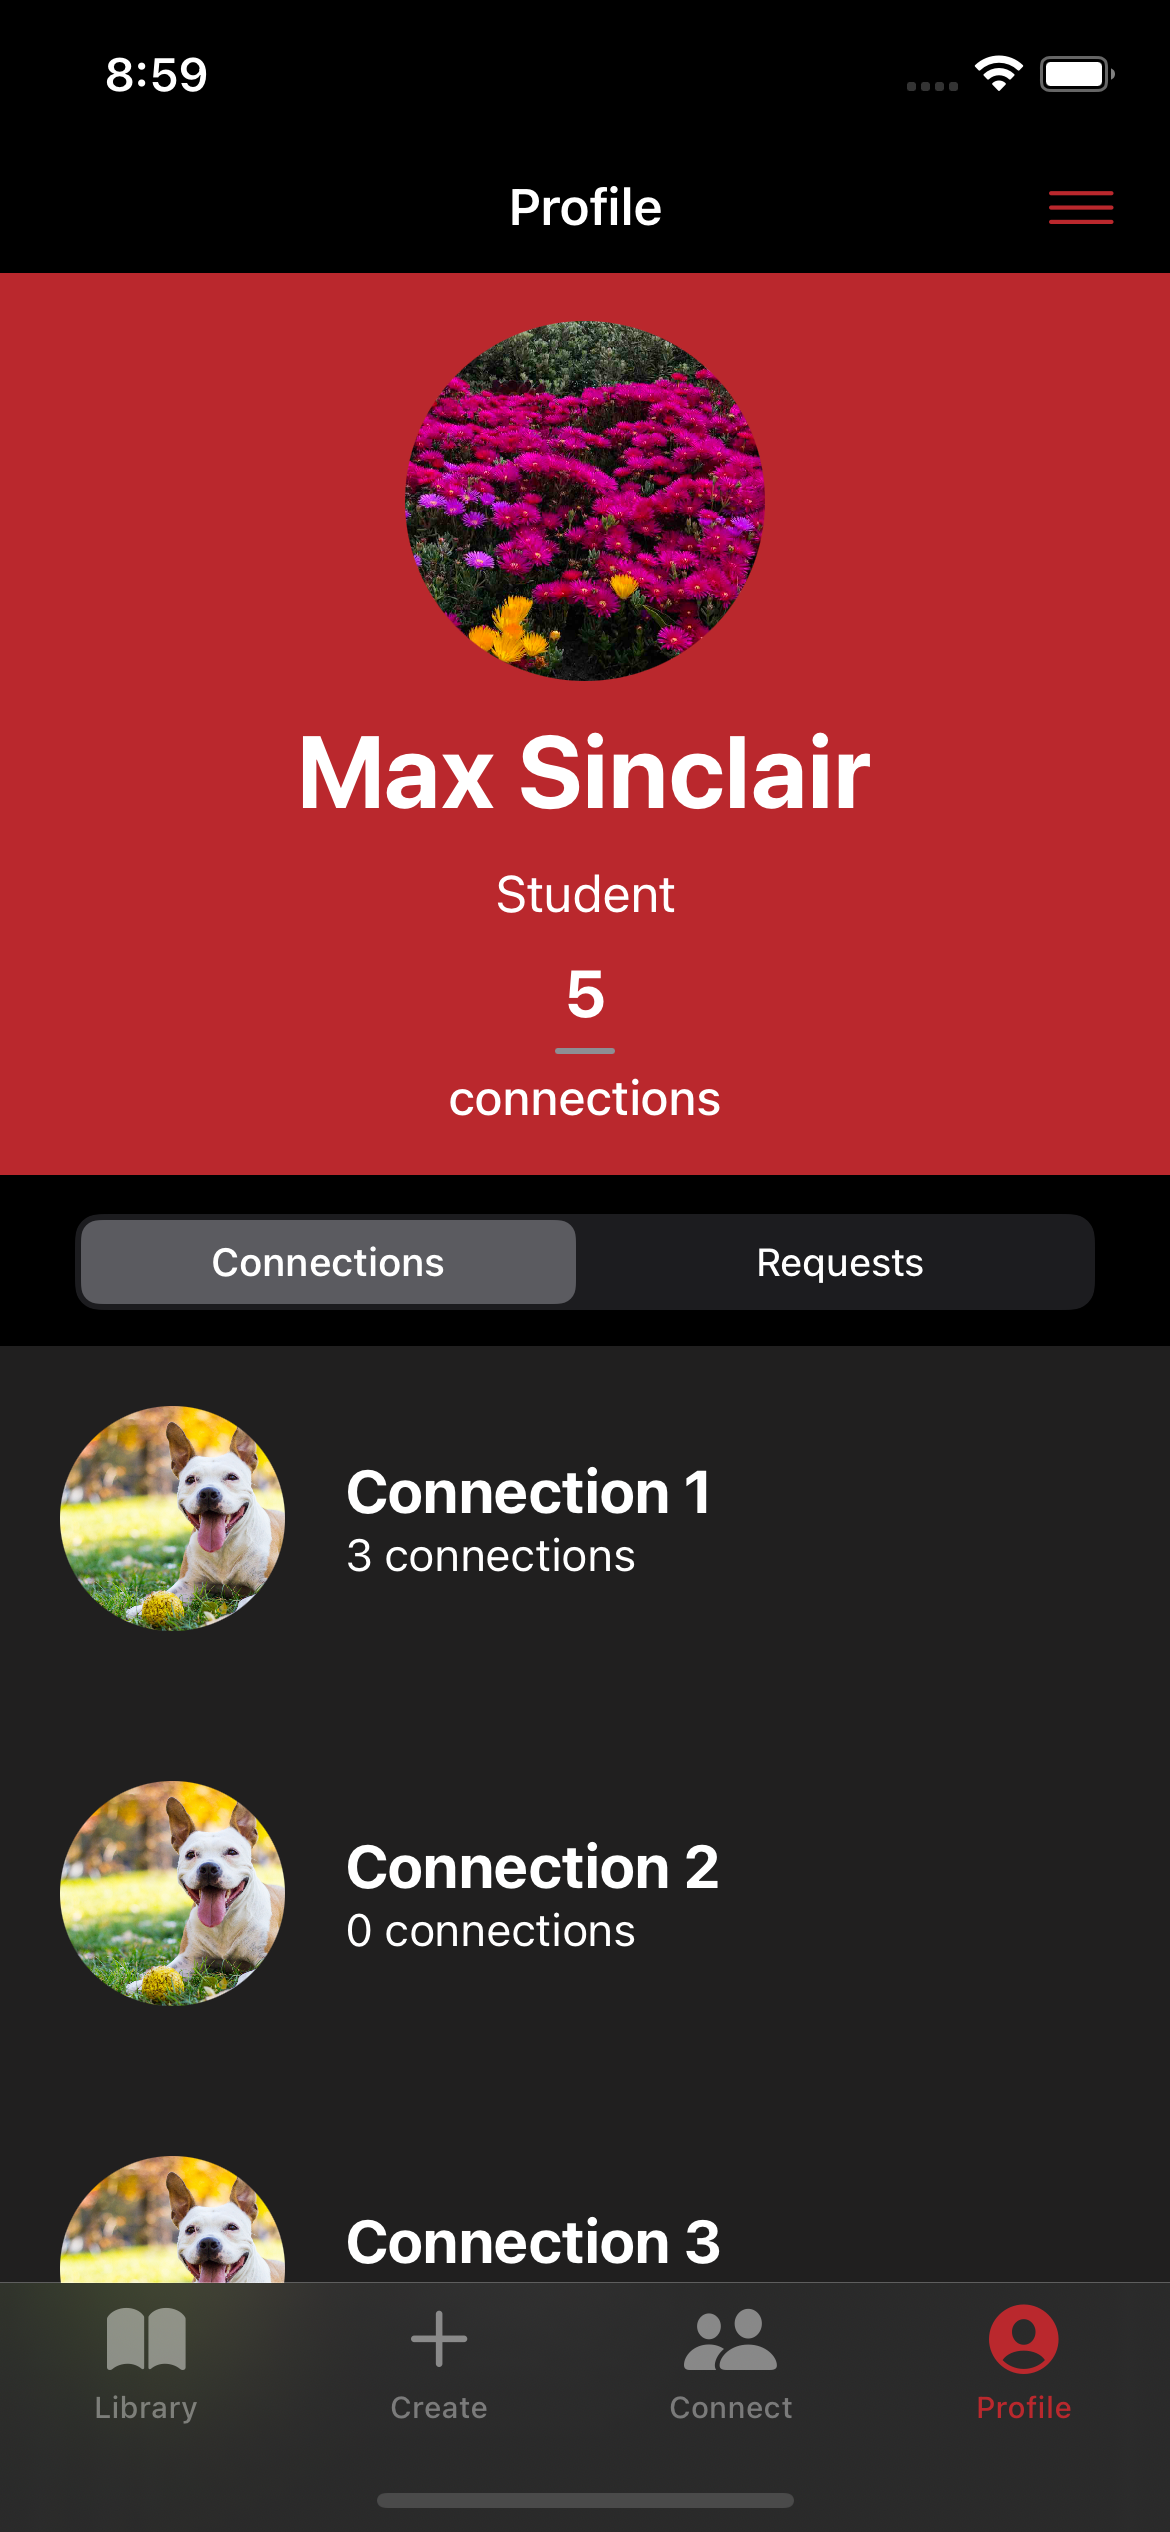 8:59
Profile
Max Sinclair
Student
5
connections
Connections
Requests
Connection 1
3 connections
Connection 2
0 connections
Connection 3
Library
Create
Connect
Profile